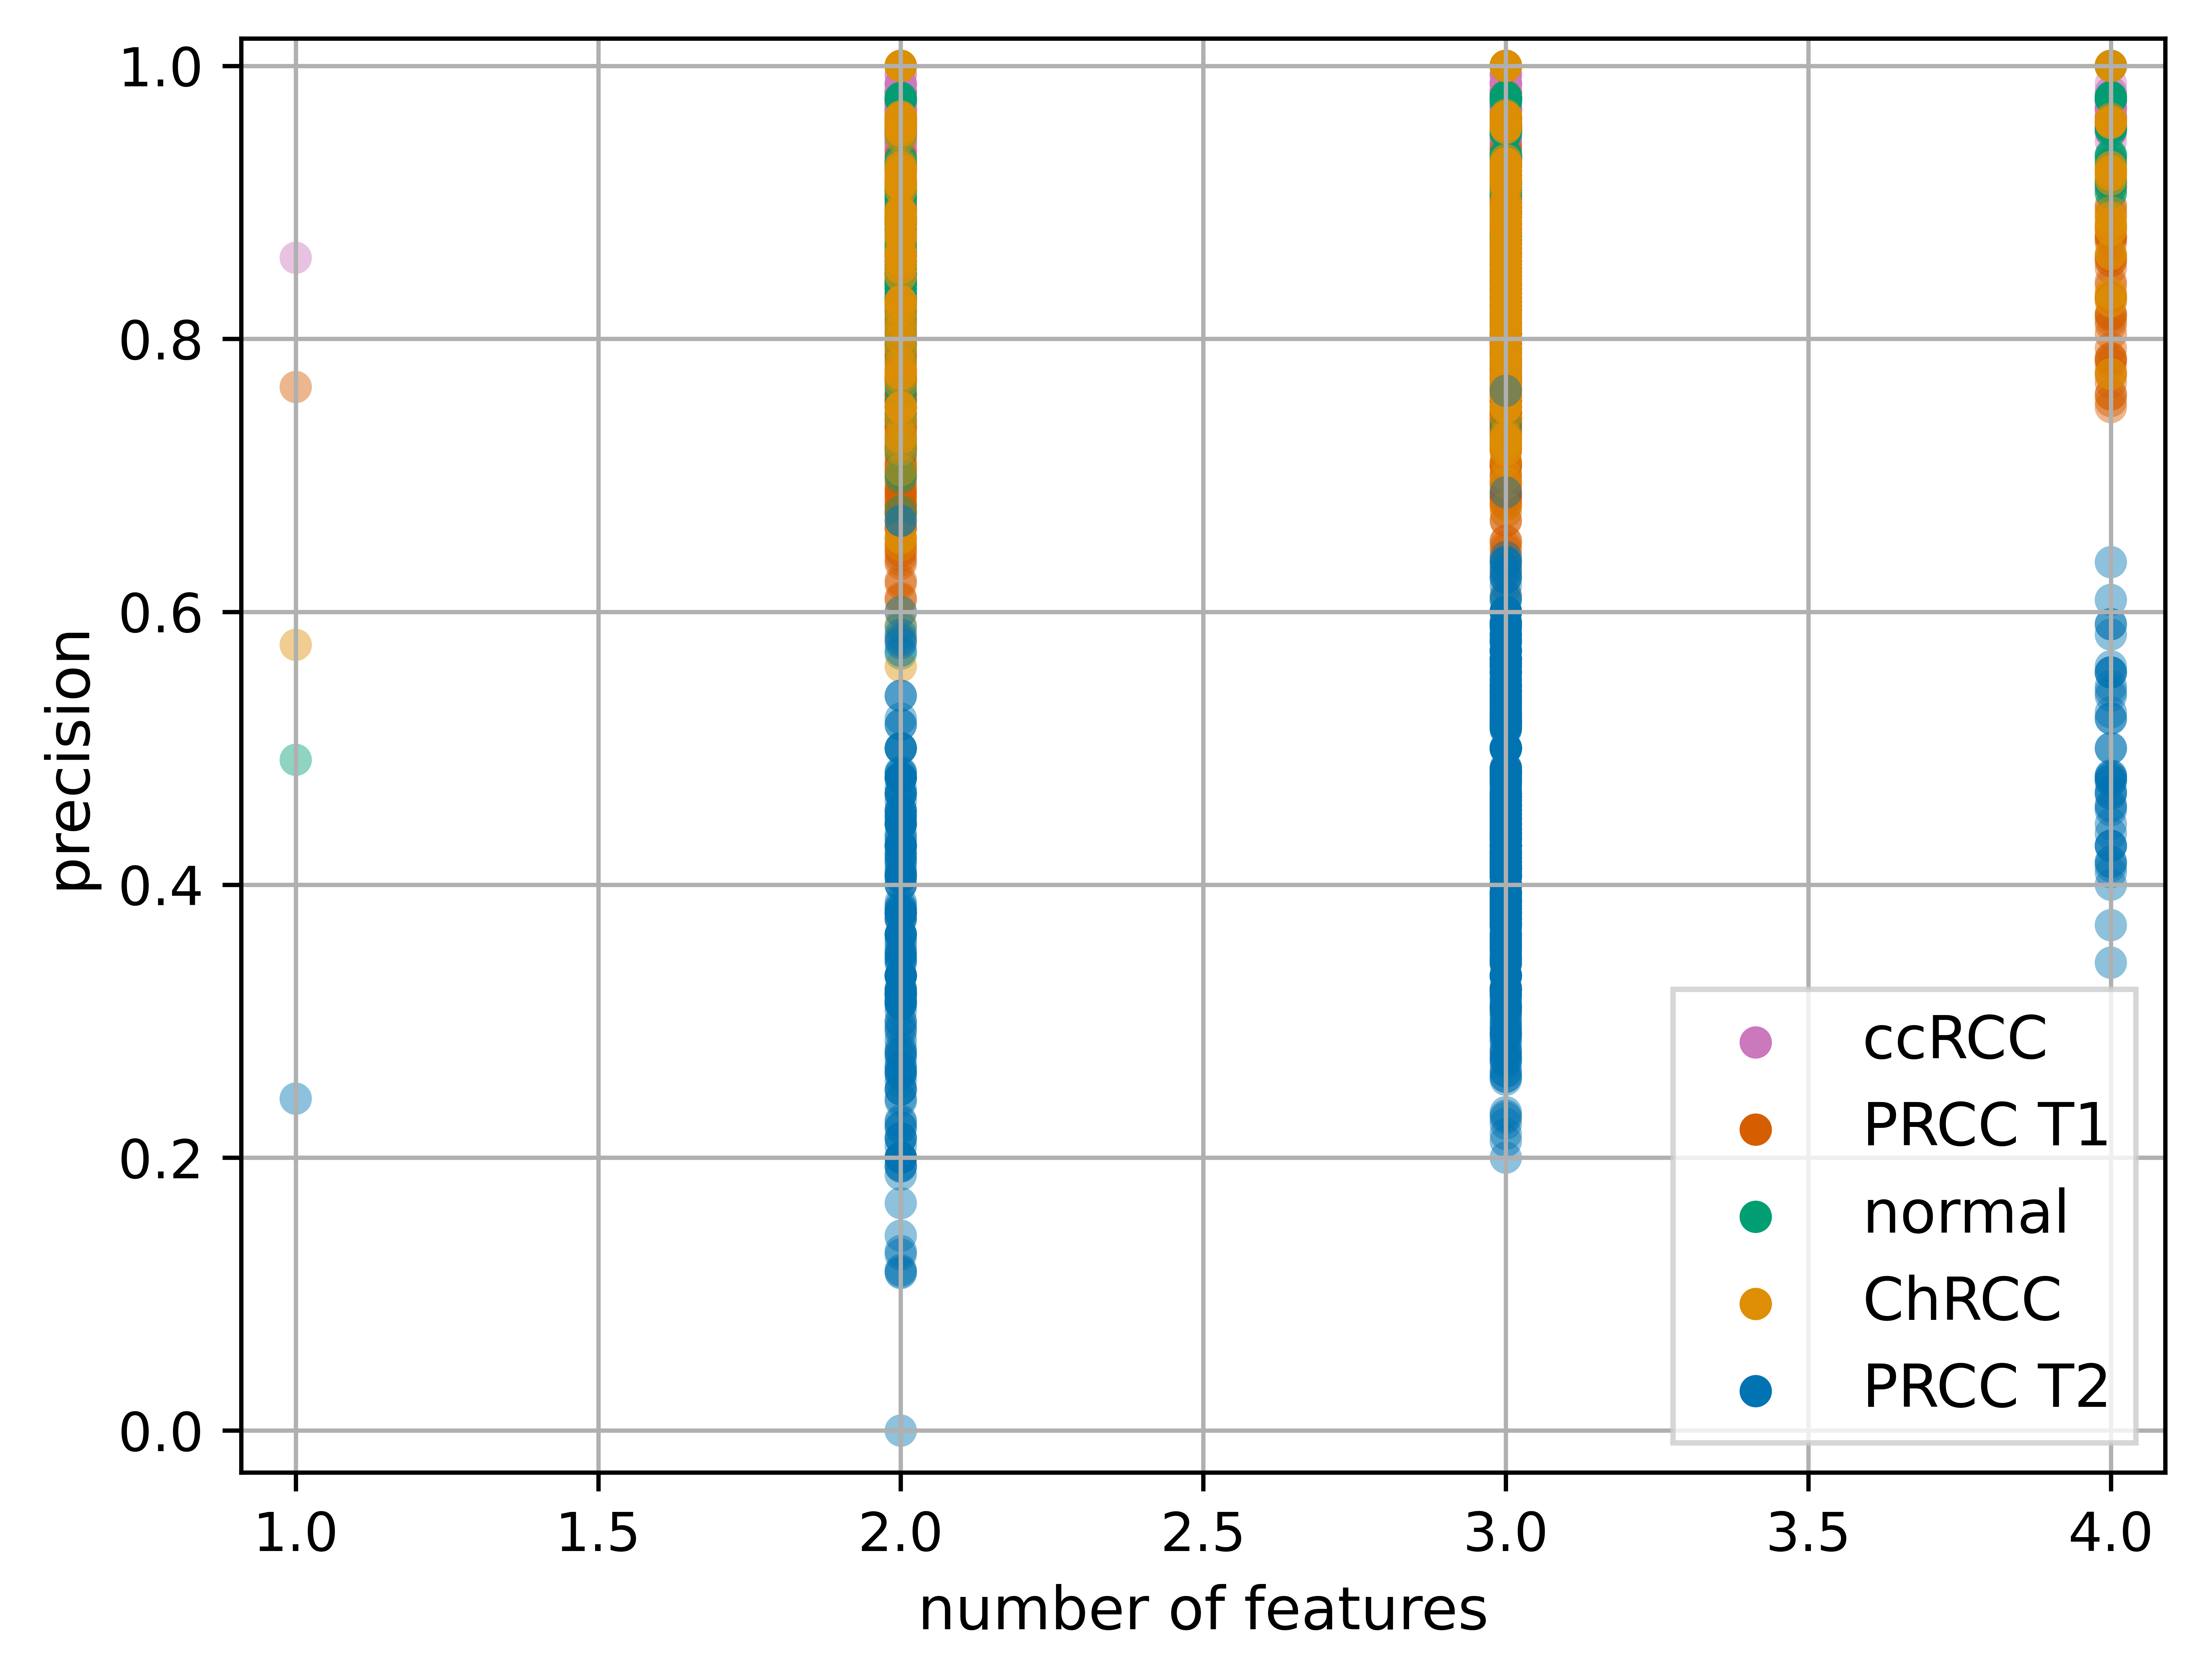 1.0
0.8
0.6
0.4
0.2
0.0
precision
1.0 1.5 2.0 2.5 3.0 3.5 4.0
number of features
ccRCC
PRCC T1
normal
ChRCC
PRCC T2